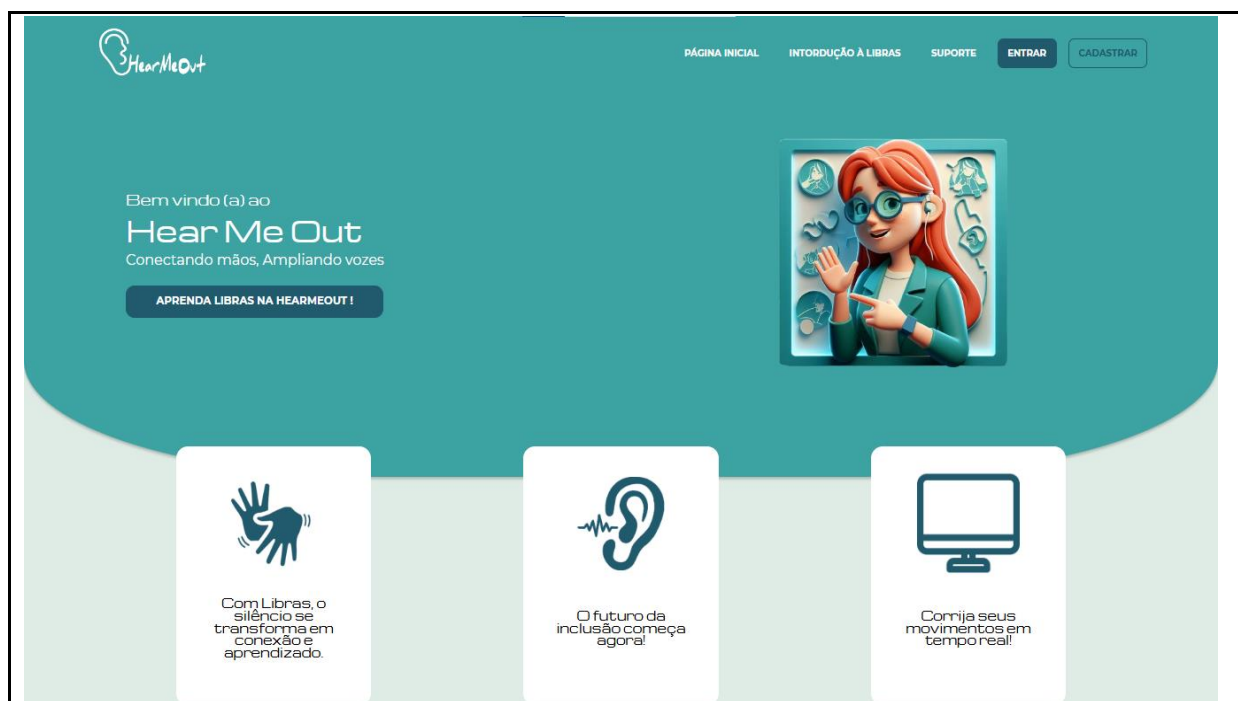 HearMeOut
PÁGINA INICIAL
INTORDUÇÃO À LIBRAS
SUPORTE
ENTRAR
CADASTRAR
Bem vindo (a) ao
Hear Me Out
Conectando mãos, Ampliando vozes
APRENDA LIBRAS NA HEARMEOUT !
Com Libras, o
silêncio se
transforma em
conexão e
aprendizado.
O futuro da
inclusão começa
agora!
Corrija seus
movimentos em
tempo real!